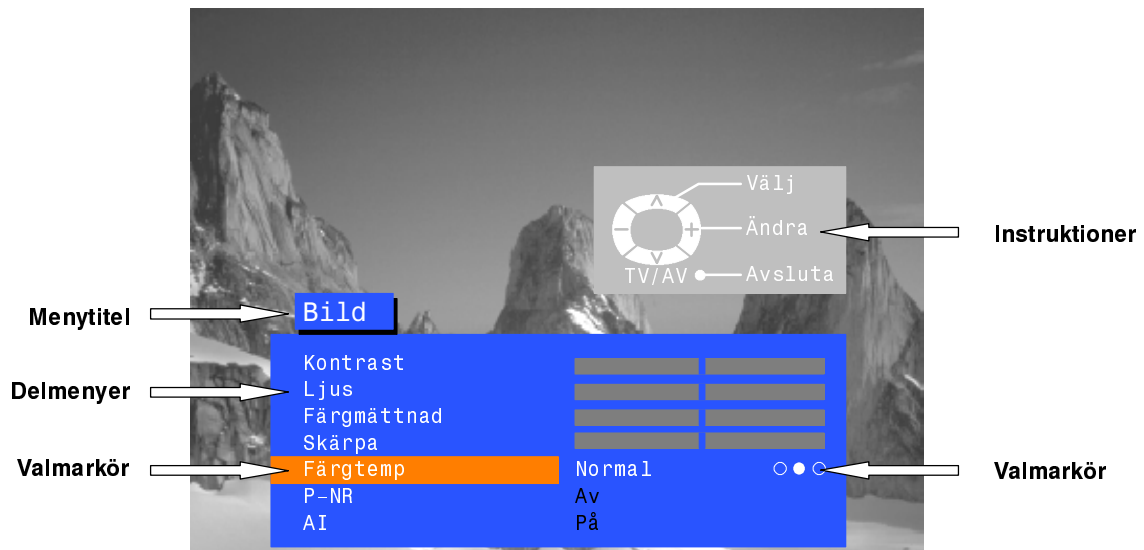 Välj
Ändra
Instruktioner
TV/AV Avsluta
Menytitel
Bild
Kontrast
Delmenyer
Ljus
Färgmättnad
Skärpa
Valmarkör
Färgtemp Normal
Valmarkör
P-NR Av
AI På